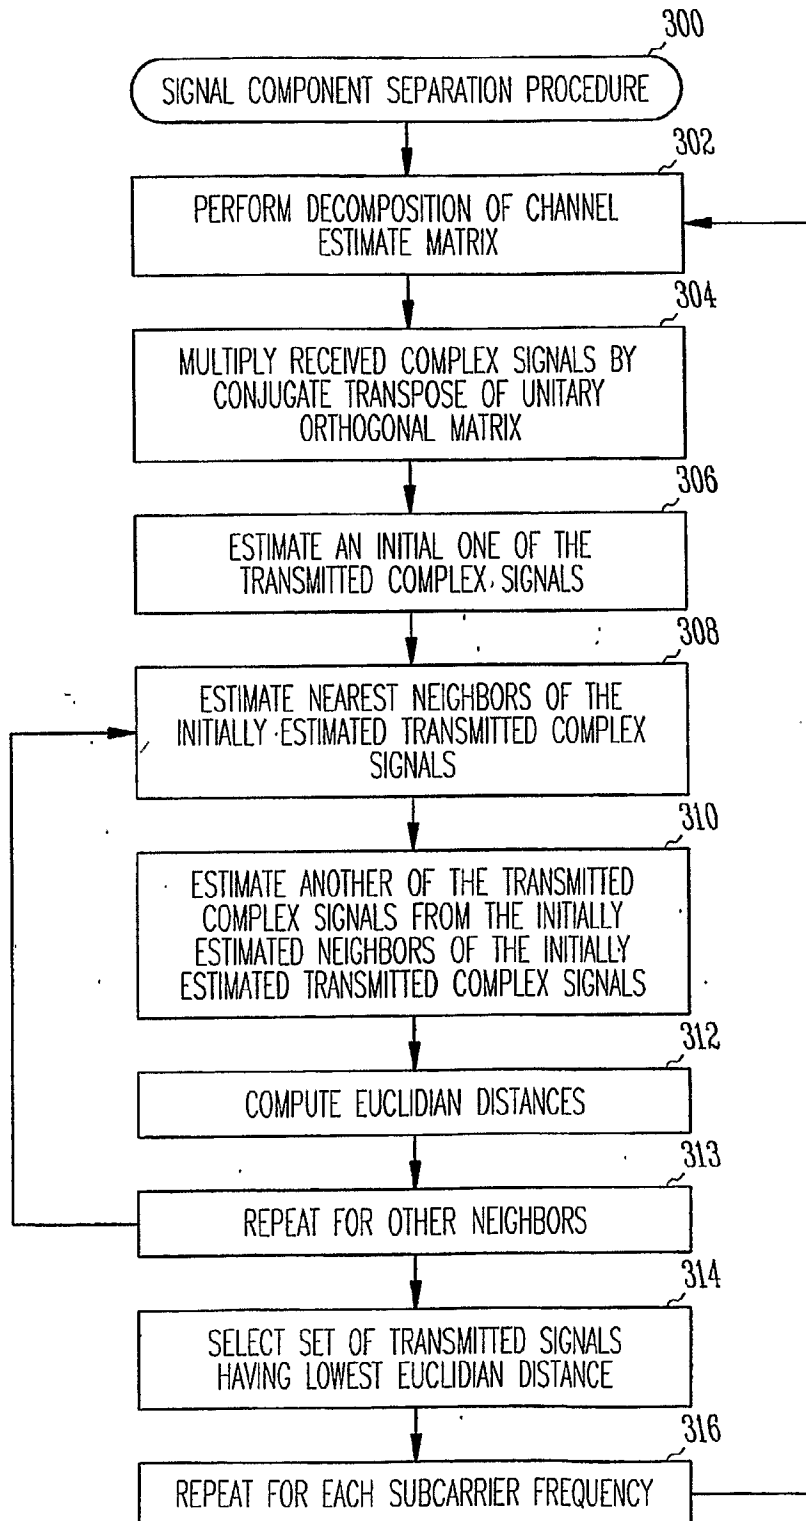 300
SIGNAL COMPONENT SEPARATION PROCEDURE
302
PERFORM DECOMPOSITION OF CHANNEL
ESTIMATE MATRIX
304
MULTIPLY RECEIVED COMPLEX SIGNALS BY
CONJUGATE TRANSPOSE OF UNITARY
ORTHOGONAL MATRIX
306
ESTIMATE AN INITIAL ONE OF THE
TRANSMITTED COMPLEX SIGNALS
308
ESTIMATE NEAREST NEIGHBORS OF THE
INITIALLY ESTIMATED TRANSMITTED COMPLEX
SIGNALS
310
ESTIMATE ANOTHER OF THE TRANSMITTED
COMPLEX SIGNALS FROM THE INITIALLY
ESTIMATED NEIGHBORS OF THE INITIALLY
ESTIMATED TRANSMITTED COMPLEX SIGNALS
312
COMPUTE EUCLIDIAN DISTANCES
313
REPEAT FOR OTHER NEIGHBORS
314
SELECT SET OF TRANSMITTED SIGNALS
HAVING LOWEST EUCLIDIAN DISTANCE
316
REPEAT FOR EACH SUBCARRIER FREQUENCY